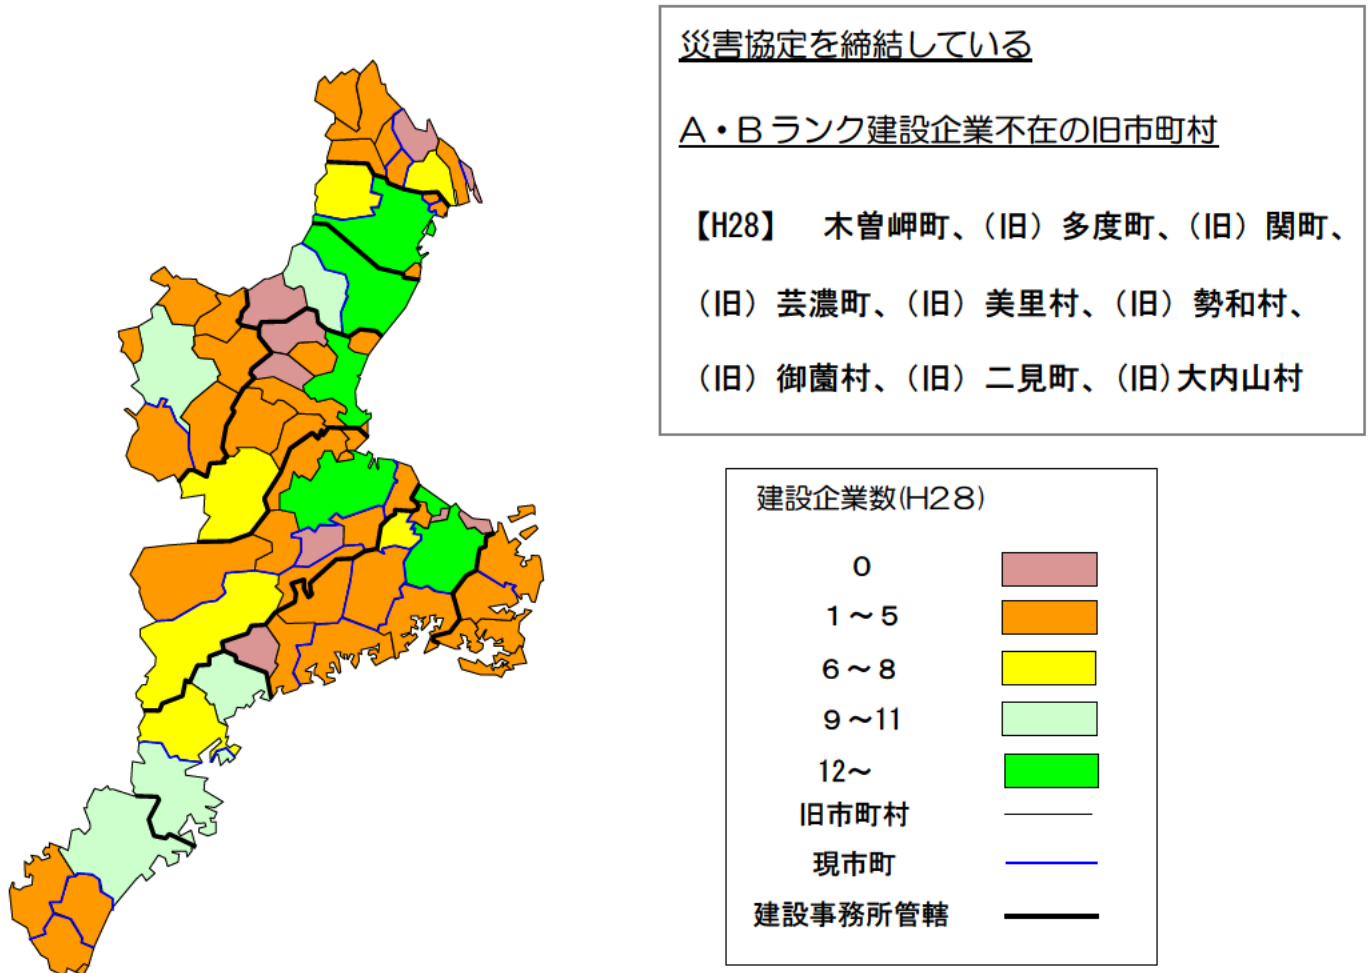 災害協定を締結している
A・Bランク建設企業不在の旧市町村
【H28】　木曽岬町、（旧）多度町、（旧）関町、
（旧）芸濃町、（旧）美里村、（旧）勢和村、
（旧）御薗村、（旧）二見町、（旧）大内山村
建設企業数(H28)
0
1～5
6～8
9～11
12～
旧市町村
現市町
建設事務所管轄